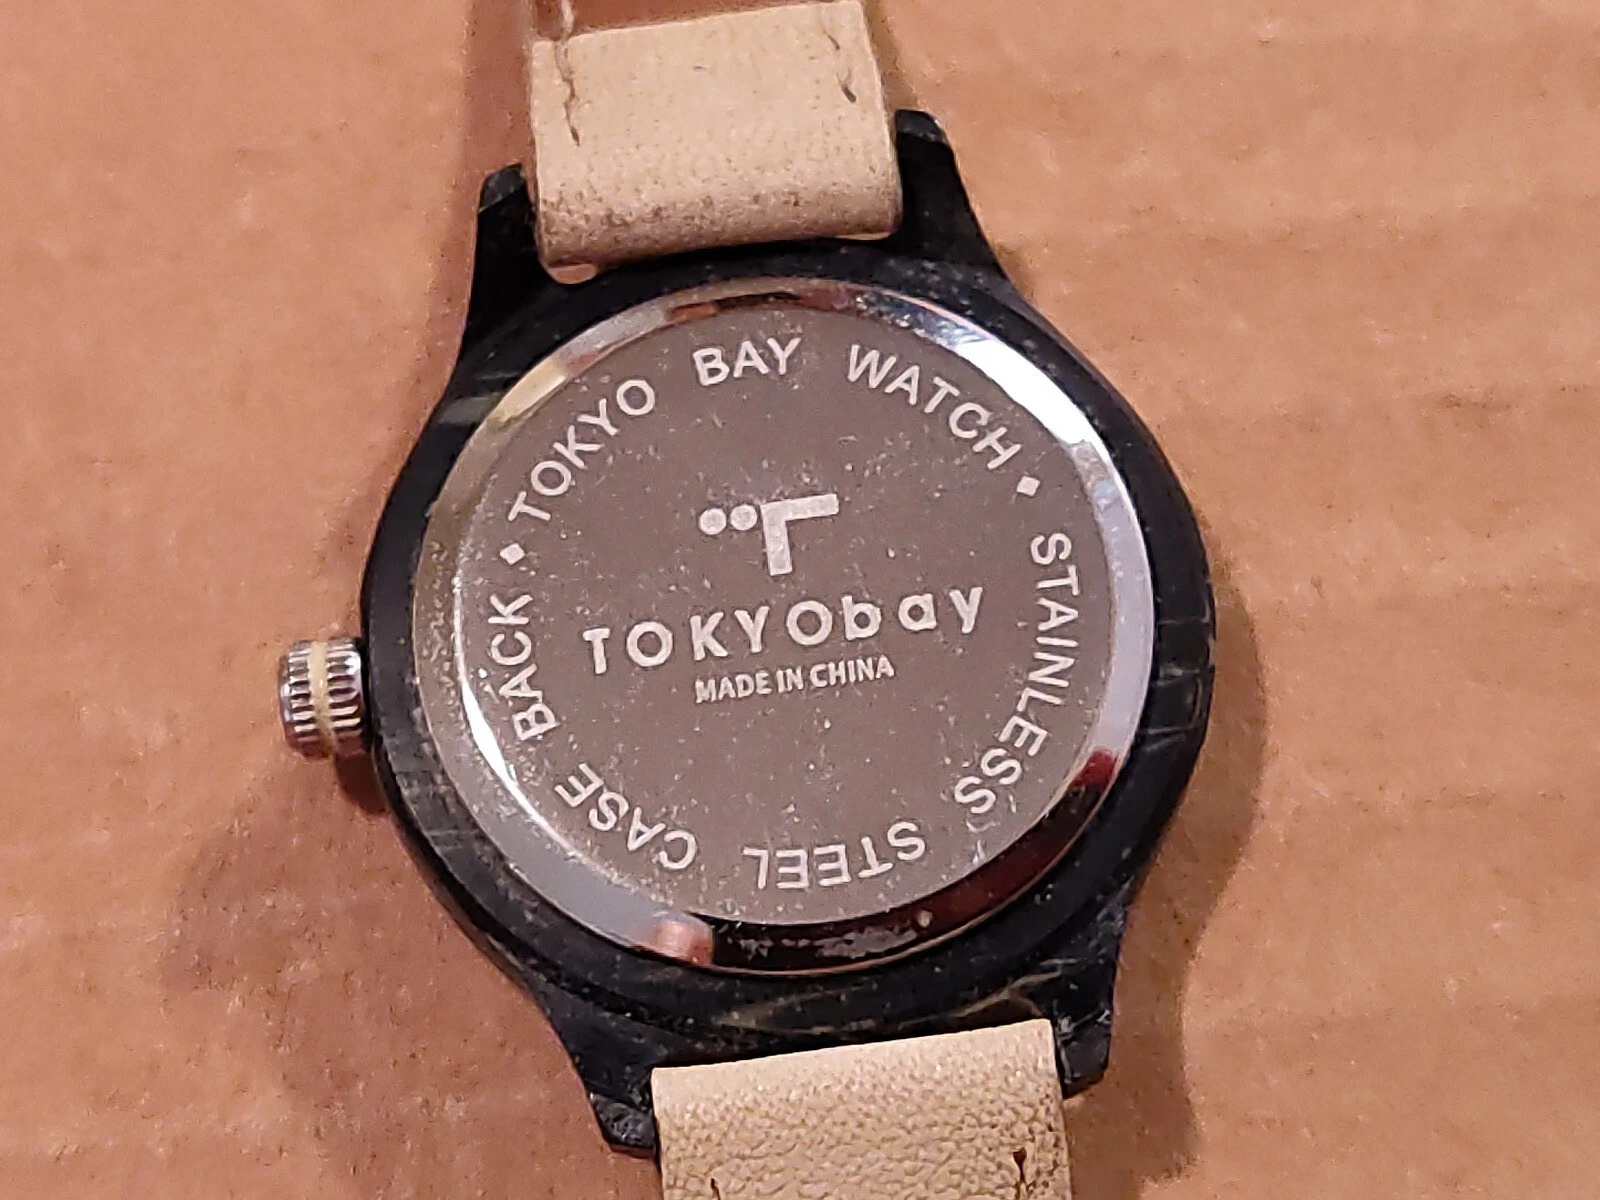 • TOKYO BAY WATCH • STAINLESS STEEL CASE BACK
TOKYObay
MADE IN CHINA